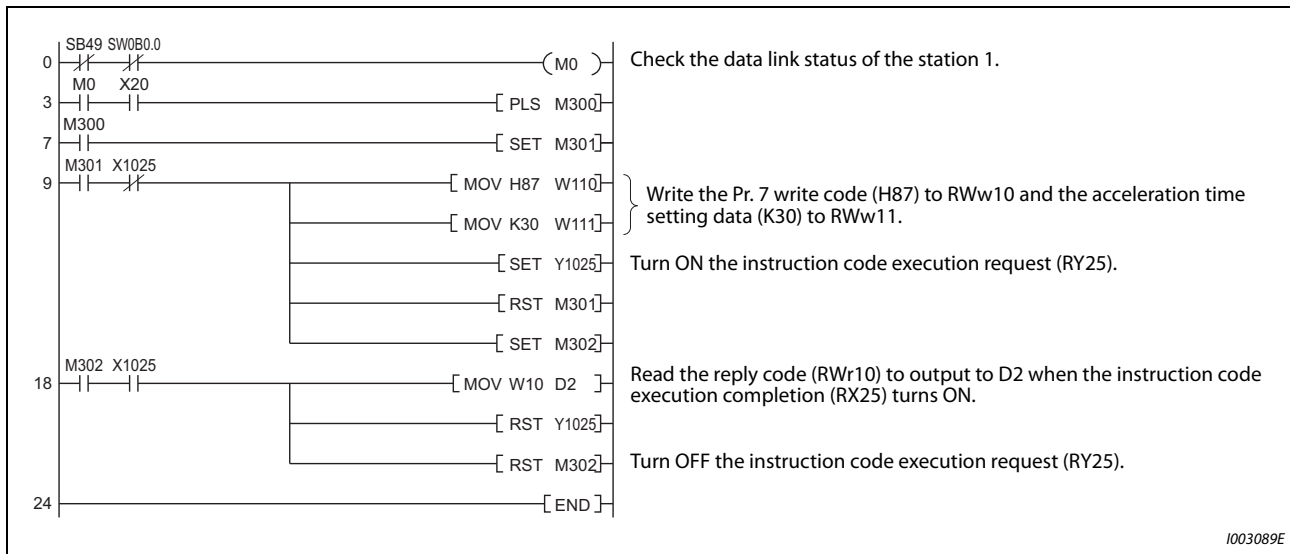 SB49 SW0B0.0
0 M0 Check the data link status of the station 1.
M0 X20
3 PLS M300
M300
7 SET M301
M301 X1025
9 MOV H87 W110
Write the Pr. 7 write code (H87) to RWw10 and the acceleration time
setting data (K30) to RWw11.
MOV K30 W111
SET Y1025 Turn ON the instruction code execution request (RY25).
RST M301
SET M302
M302 X1025
18 MOV W10 D2
Read the reply code (RWr10) to output to D2 when the instruction code
execution completion (RX25) turns ON.
RST Y1025
RST M302 Turn OFF the instruction code execution request (RY25).
24 END
I003089E